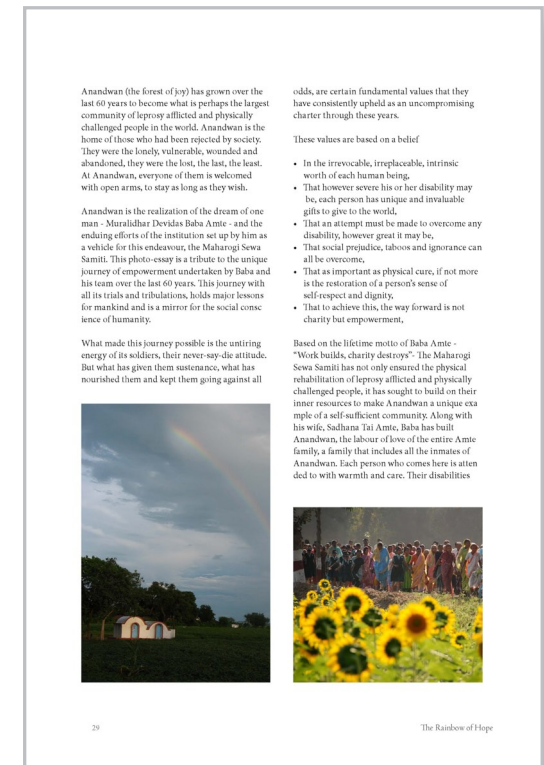 Anandwan (the forest of joy) has grown over the
last 60 years to become what is perhaps the largest
community of leprosy afflicted and physically
challenged people in the world. Anandwan is the
home of those who had been rejected by society.
They were the lonely, vulnerable, wounded and
abandoned, they were the lost, the last, the least.
At Anandwan, everyone of them is welcomed
with open arms, to stay as long as they wish.
Anandwan is the realization of the dream of one
man - Muralidhar Devidas Baba Amte - and the
enduing efforts of the institution set up by him as
a vehicle for this endeavour, the Maharogi Sewa
Samiti. This photo-essay is a tribute to the unique
journey of empowerment undertaken by Baba and
his team over the last 60 years. This journey with
all its trials and tribulations, holds major lessons
for mankind and is a mirror for the social consc
ience of humanity.
What made this journey possible is the untiring
energy of its soldiers, their never-say-die attitude.
But what has given them sustenance, what has
nourished them and kept them going against all
odds, are certain fundamental values that they
have consistently upheld as an uncompromising
charter through these years.
These values are based on a belief
• In the irrevocable, irreplaceable, intrinsic
worth of each human being,
• That however severe his or her disability may
be, each person has unique and invaluable
gifts to give to the world,
• That an attempt must be made to overcome any
disability, however great it may be,
• That social prejudice, taboos and ignorance can
all be overcome,
• That as important as physical cure, if not more
is the restoration of a person's sense of
self-respect and dignity,
• That to achieve this, the way forward is not
charity but empowerment,
Based on the lifetime motto of Baba Amte -
“Work builds, charity destroys”- The Maharogi
Sewa Samiti has not only ensured the physical
rehabilitation of leprosy afflicted and physically
challenged people, it has sought to build on their
inner resources to make Anandwan a unique exa
mple of a self-sufficient community. Along with
his wife, Sadhana Tai Amte, Baba has built
Anandwan, the labour of love of the entire Amte
family, a family that includes all the inmates of
Anandwan. Each person who comes here is atten
ded to with warmth and care. Their disabilities
29
The Rainbow of Hope